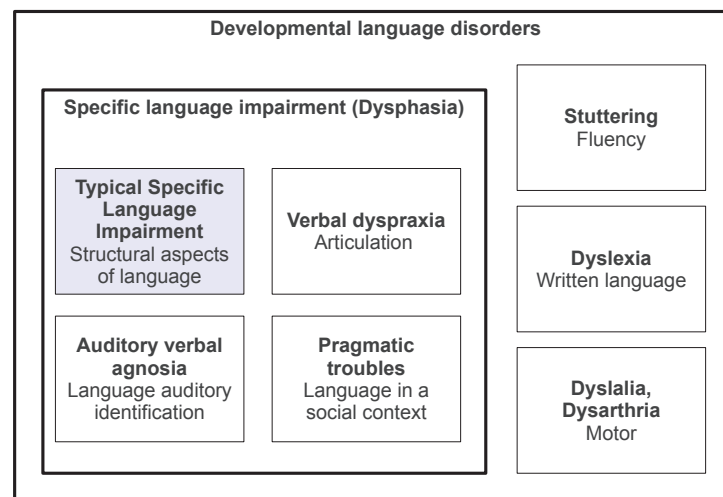 Developmental language disorders
Specific language impairment (Dysphasia)
Typical Specific
Language
Impairment
Structural aspects
of language
Verbal dyspraxia
Articulation
Auditory verbal
agnosia
Language auditory
identification
Pragmatic
troubles
Language in a
social context
Stuttering
Fluency
Dyslexia
Written language
Dyslalia,
Dysarthria
Motor